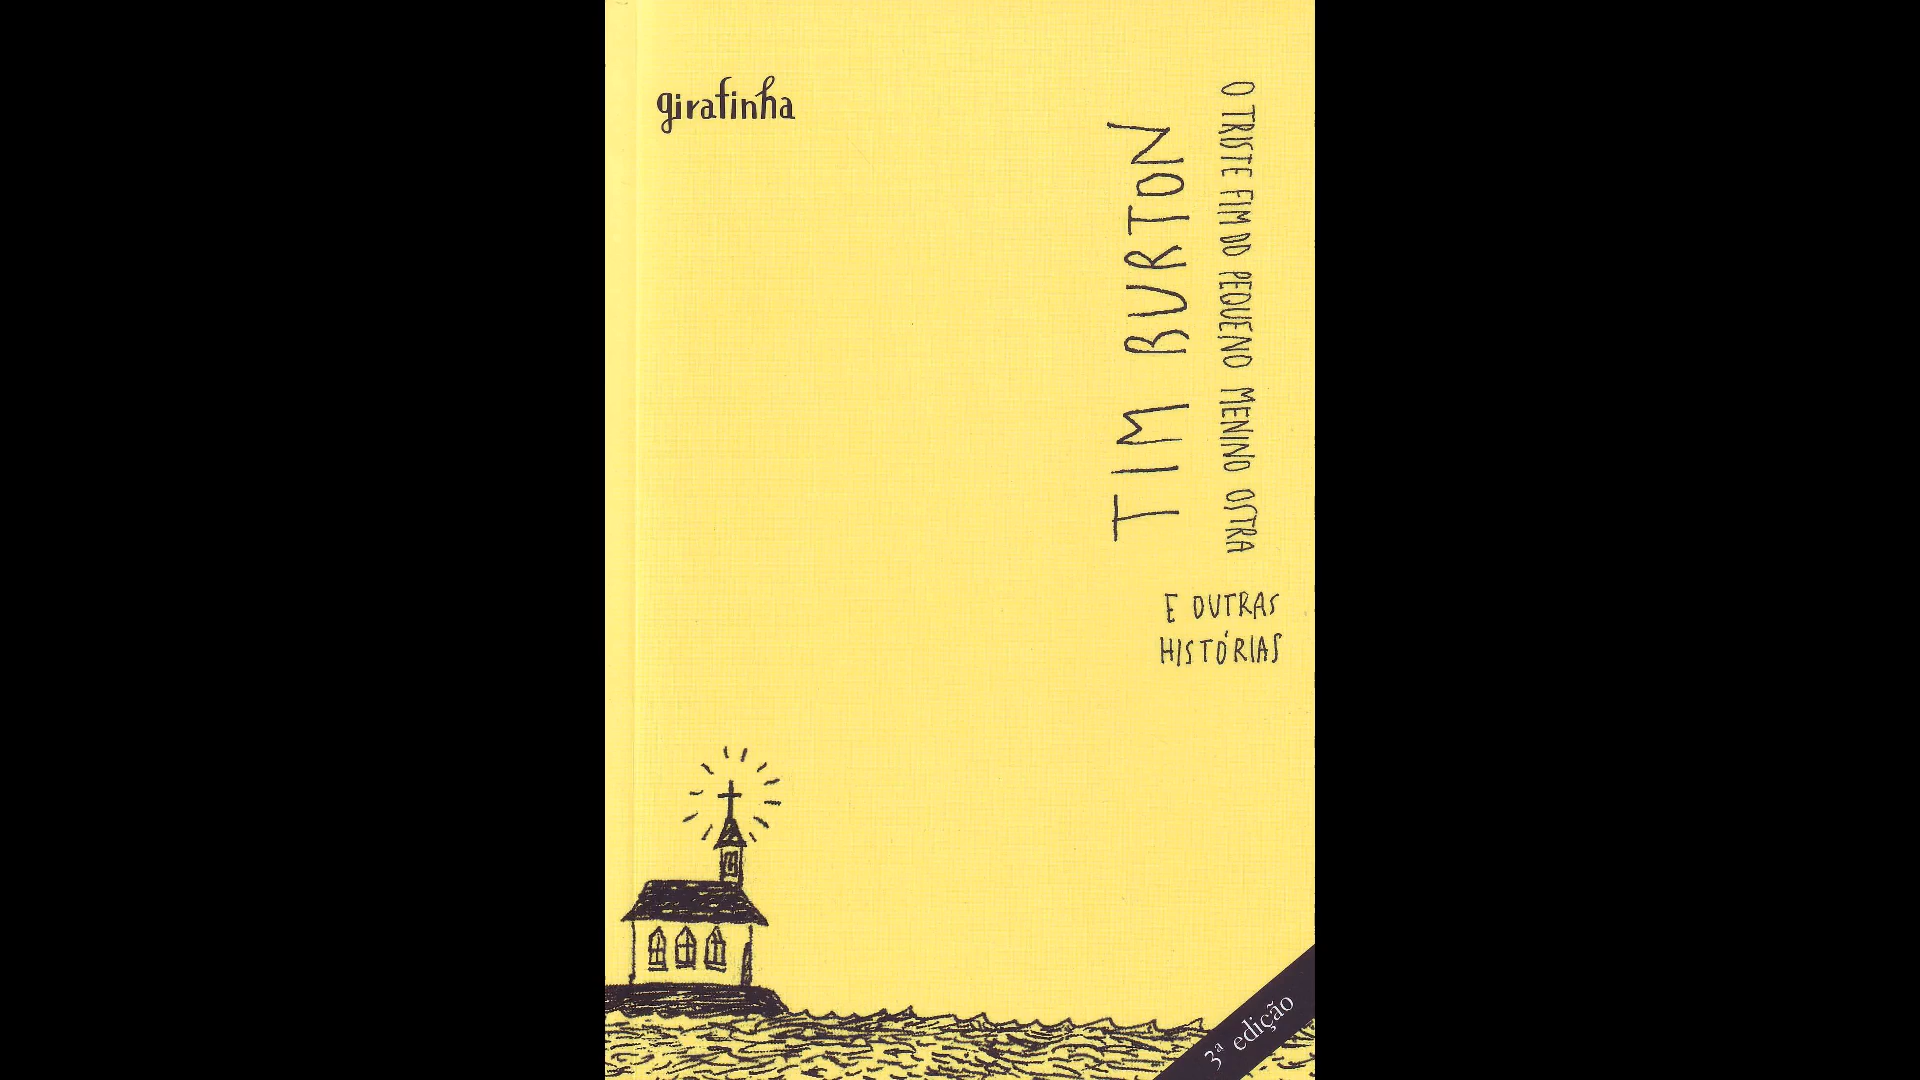 girafinha
TIM BURTON
O TRISTE FIM DO PEQUENO MENINO OSTRA
E OUTRAS
HISTÓRIAS
3ª edição